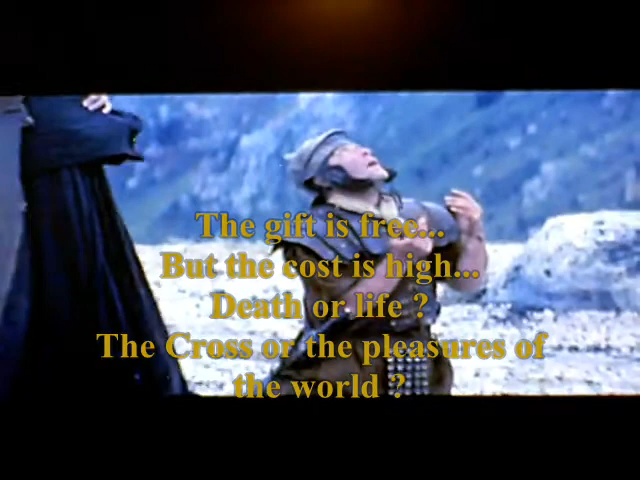 The gift is free...
But the cost is high...
Death or life ?
The Cross or the pleasures of
the world ?